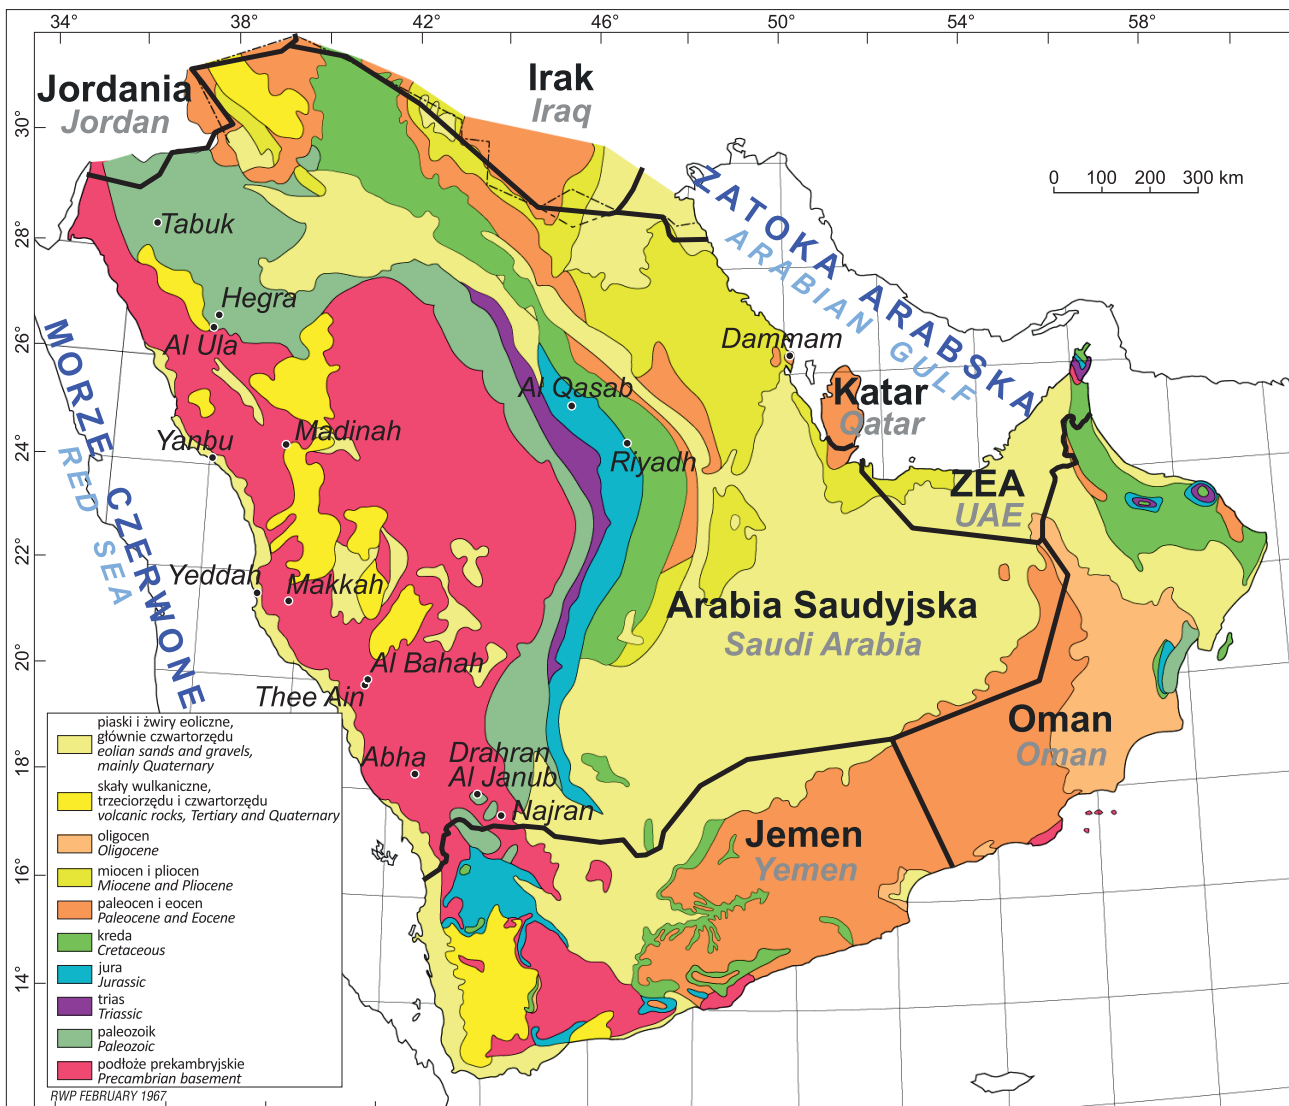 34°
38°
42°
46°
50°
54°
58°
30°
28°
26°
24°
22°
20°
18°
16°
14°
Jordania
Jordan
Irak
Iraq
0 100 200 300 km
ZATOKA ARABSKA
ARABIAN GULF
Tabuk
Hegra
Al Ula
Dammam
Katar
Qatar
Al Qasab
Madinah
Yanbu
Riyadh
MORZE CZERWONE
RED SEA
ZEA
UAE
Yeddah
Makkah
Arabia Saudyjska
Saudi Arabia
Al Bahah
Thee Ain
Oman
Oman
Abha
Drahran
Al Janub
Najran
Jemen
Yemen
piaski i żwiry eoliczne,
głównie czwartorzędu
eolian sands and gravels,
mainly Quaternary
skały wulkaniczne,
trzeciorzędu i czwartorzędu
volcanic rocks, Tertiary and Quaternary
oligocen
Oligocene
miocen i pliocen
Miocene and Pliocene
paleocen i eocen
Paleocene and Eocene
kreda
Cretaceous
jura
Jurassic
trias
Triassic
paleozoik
Paleozoic
podłoże prekambryjskie
Precambrian basement
RWP FEBRUARY 1967